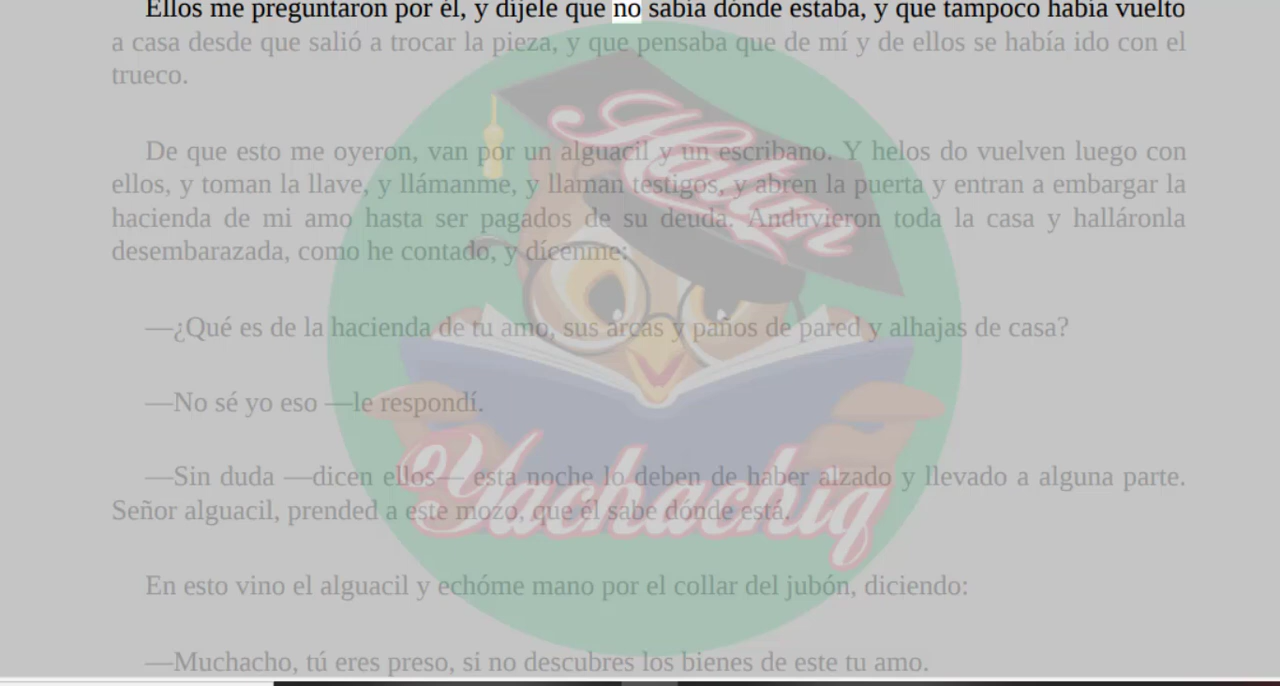 Ellos me preguntaron por él, y díjele que no sabía dónde estaba, y que tampoco había vuelto
a casa desde que salió a trocar la pieza, y que pensaba que de mí y de ellos se había ido con el
trueco.
De que esto me oyeron, van por un alguacil y un escribano. Y helos do vuelven luego con
ellos, y toman la llave, y llámanme, y llaman testigos, y abren la puerta y entran a embargar la
hacienda de mi amo hasta ser pagados de su deuda. Anduvieron toda la casa y halláronla
desembarazada, como he contado, y dícenme:
—¿Qué es de la hacienda de tu amo, sus arcas y paños de pared y alhajas de casa?
—No sé yo eso —le respondí.
—Sin duda —dicen ellos— esta noche lo deben de haber alzado y llevado a alguna parte.
Señor alguacil, prended a este mozo, que él sabe dónde está.
En esto vino el alguacil y echóme mano por el collar del jubón, diciendo:
—Muchacho, tú eres preso, si no descubres los bienes de este tu amo.
Yachachiq